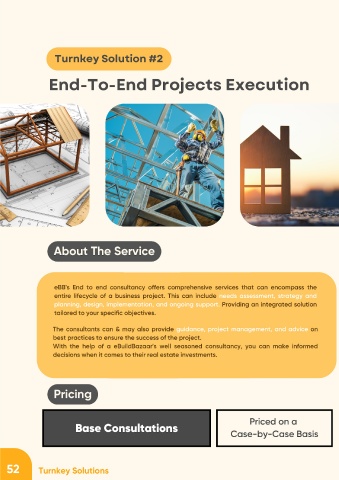 Turnkey Solution #2
End-To-End Projects Execution
About The Service
eBB's End to end consultancy offers comprehensive services that can encompass the
entire lifecycle of a business project. This can include needs assessment, strategy and
planning, design, implementation, and ongoing support. Providing an integrated solution
tailored to your specific objectives.
The consultants can & may also provide guidance, project management, and advice on
best practices to ensure the success of the project.
With the help of a eBuildBazaar's well seasoned consultancy, you can make informed
decisions when it comes to their real estate investments.
Pricing
Base Consultations
Priced on a
Case-by-Case Basis
52
Turnkey Solutions